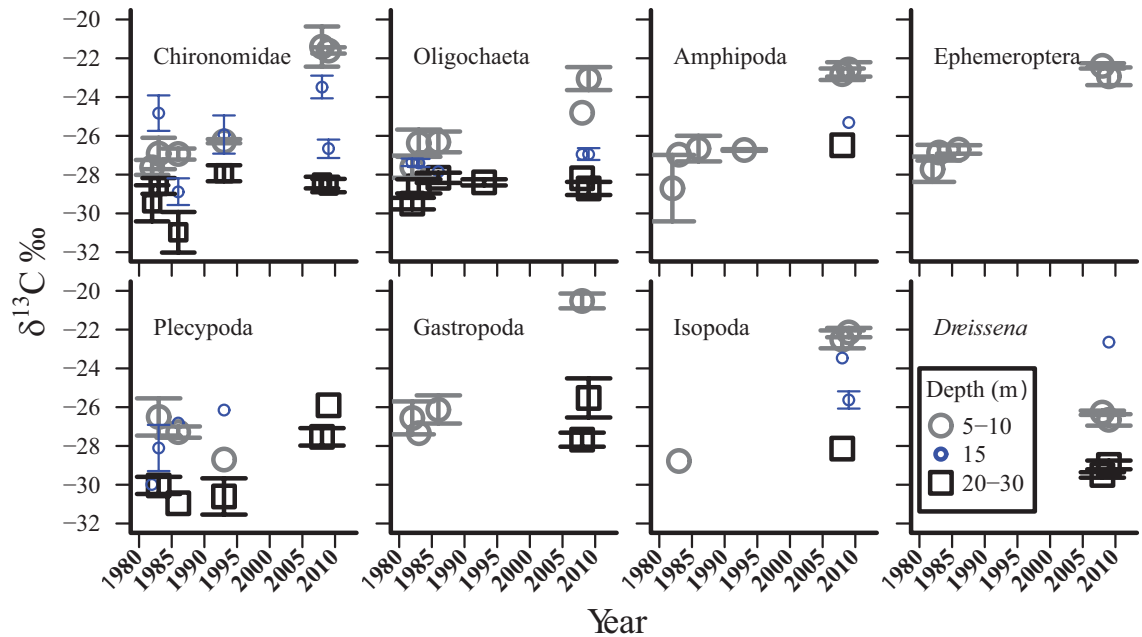 δ¹³C ‰
−20
−22
−24
−26
−28
−30
−32
Chironomidae
Oligochaeta
Amphipoda
Ephemeroptera
−20
−22
−24
−26
−28
−30
−32
Plecypoda
Gastropoda
Isopoda
Dreissena
Depth (m)
5−10
15
20−30
1980 1985 1990 1995 2000 2005 2010
1980 1985 1990 1995 2000 2005 2010
1980 1985 1990 1995 2000 2005 2010
1980 1985 1990 1995 2000 2005 2010
Year